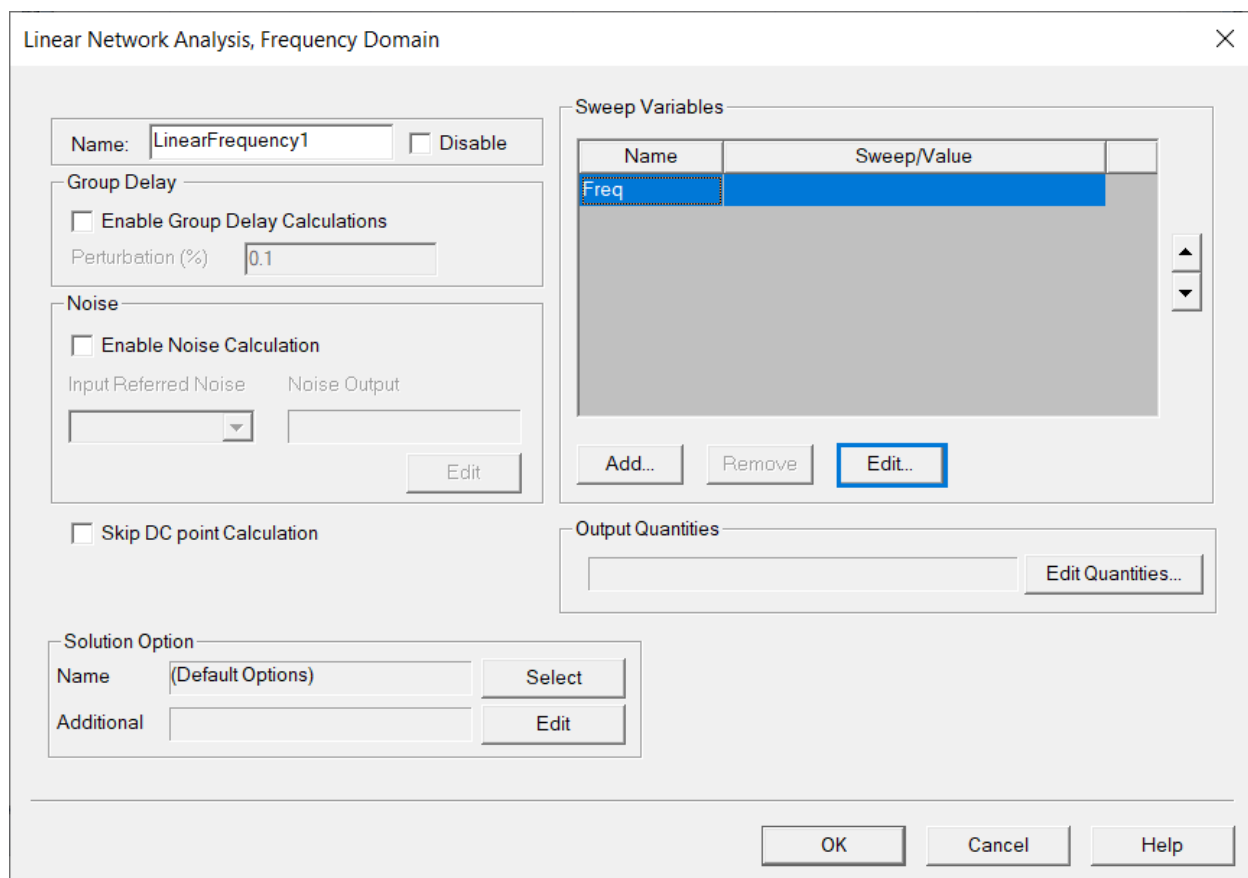 Linear Network Analysis, Frequency Domain
Name: LinearFrequency1 Disable
Group Delay
Enable Group Delay Calculations
Perturbation (%) 0.1
Noise
Enable Noise Calculation
Input Referred Noise Noise Output
Edit
Skip DC point Calculation
Sweep Variables
Name Sweep/Value
Freq
Add... Remove Edit...
Output Quantities
Edit Quantities...
Solution Option
Name (Default Options) Select
Additional Edit
OK Cancel Help